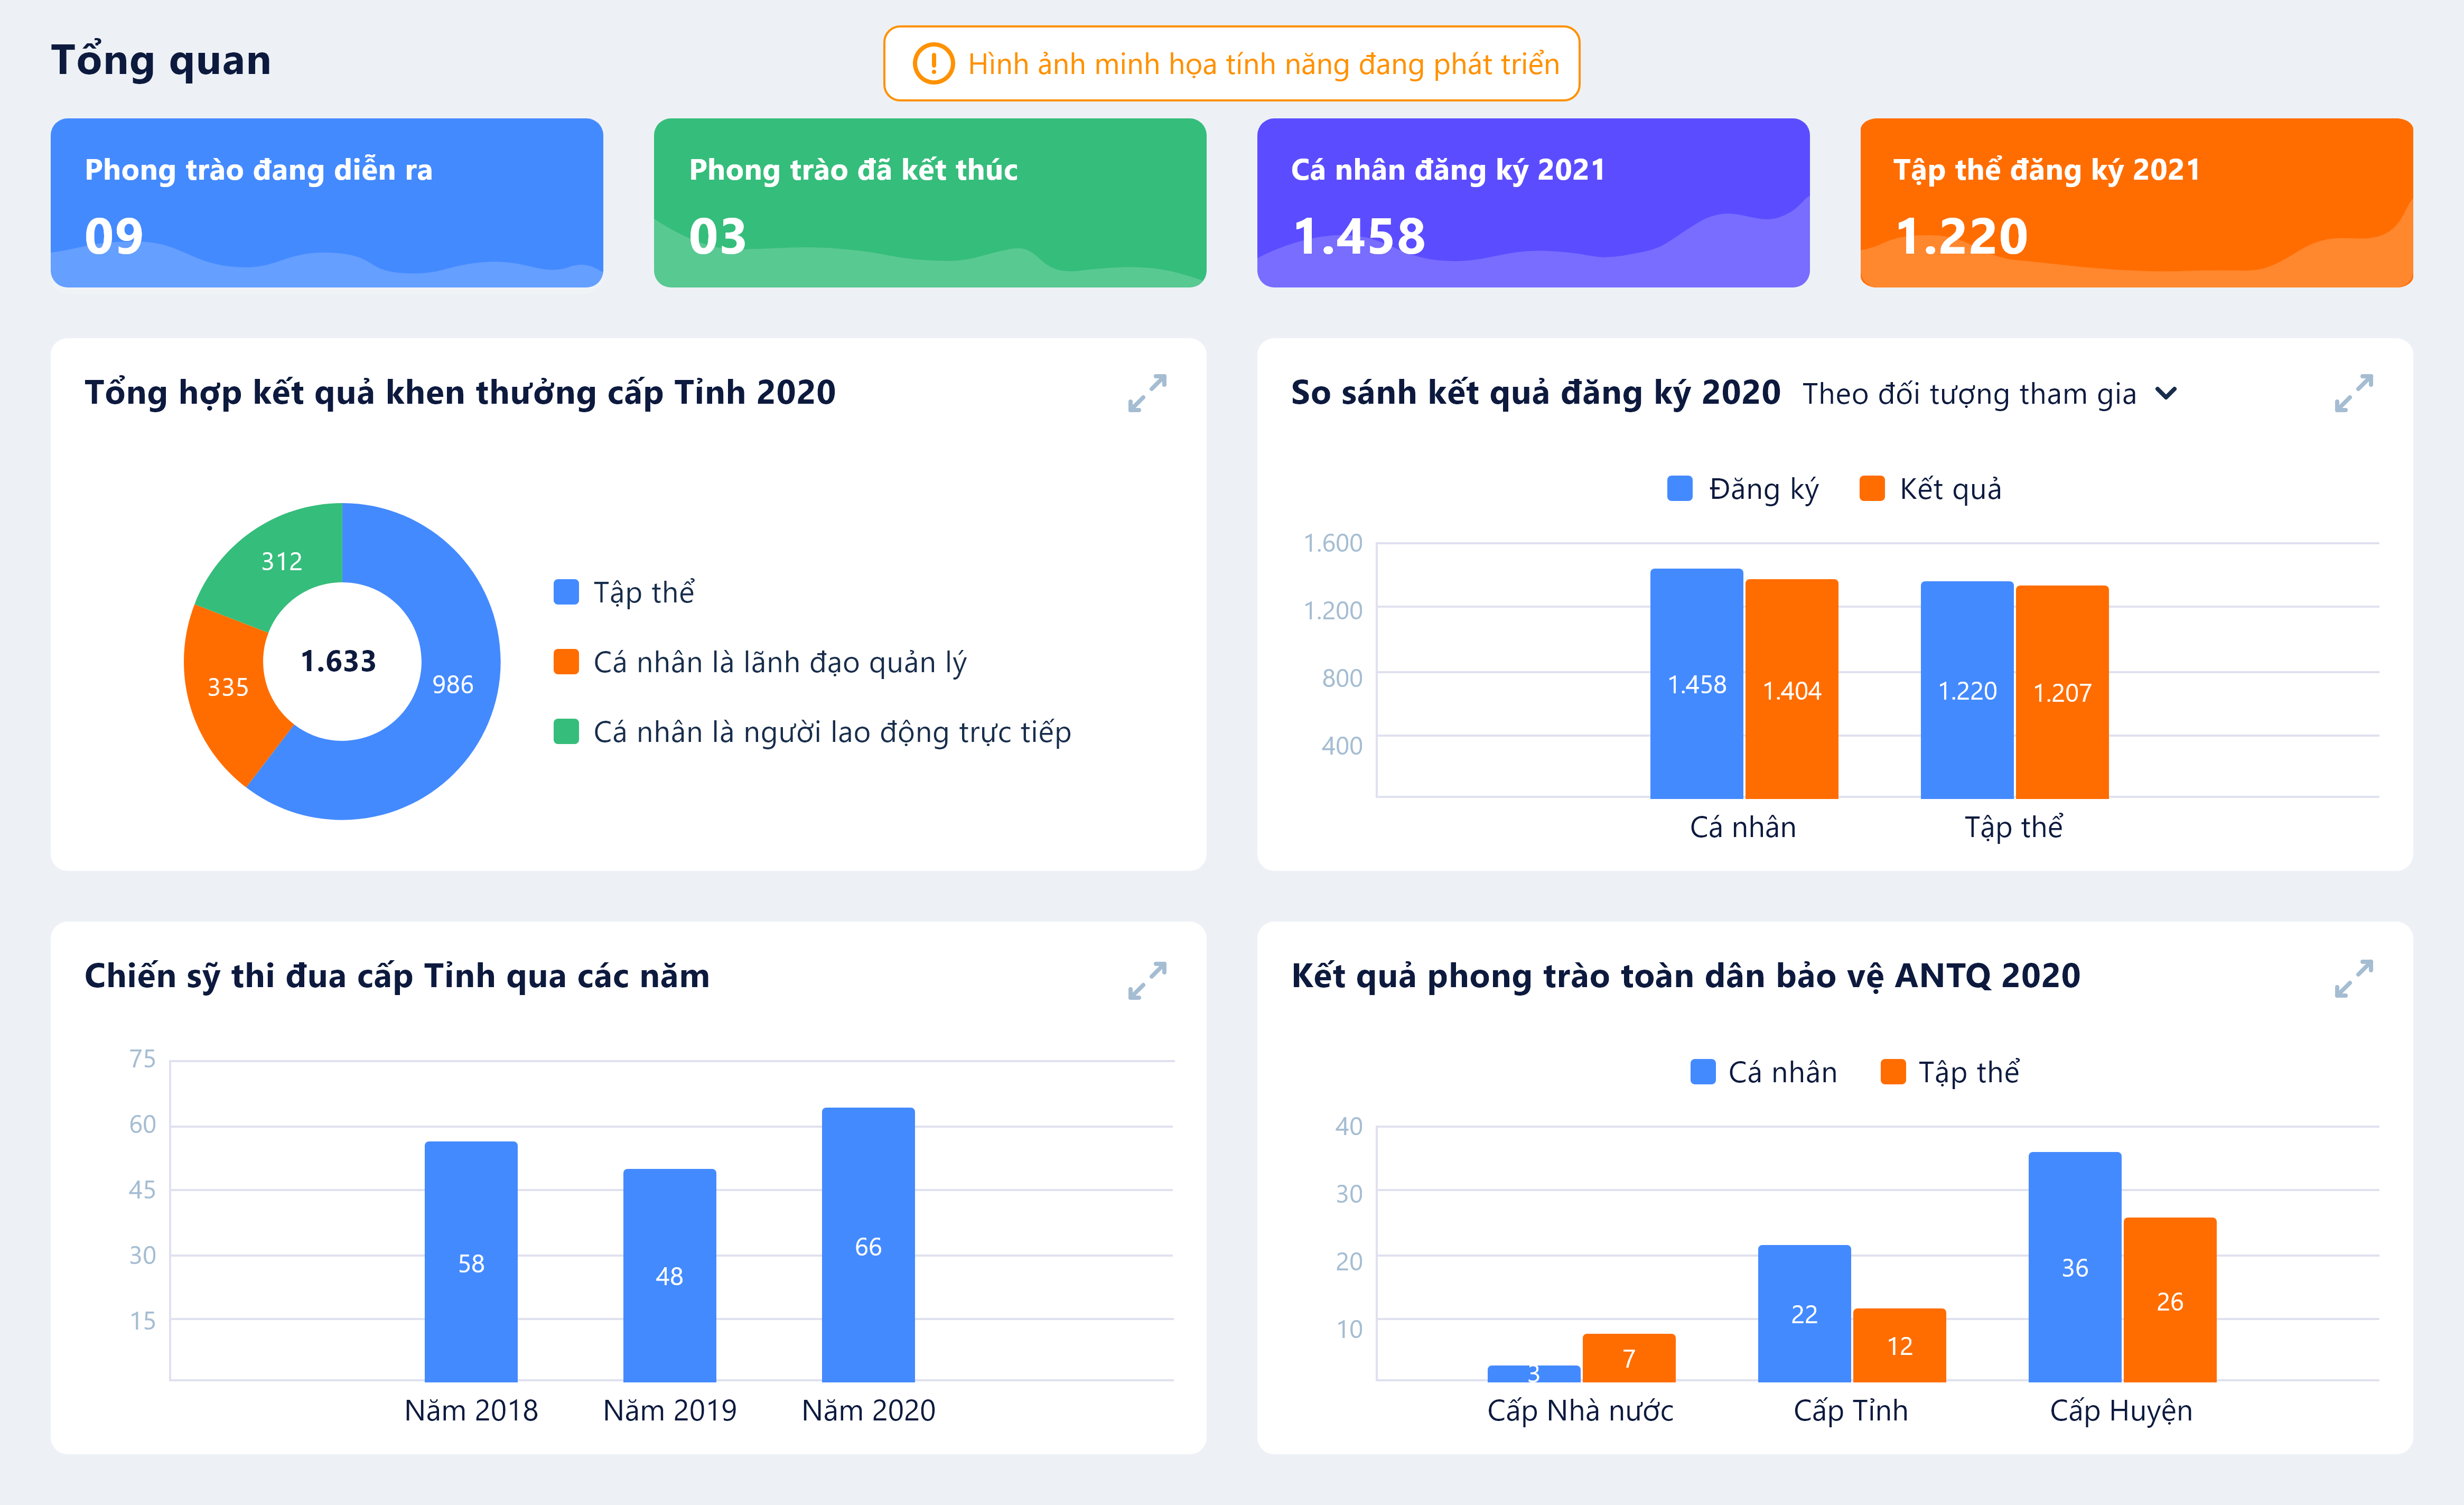 Tổng quan
Hình ảnh minh họa tính năng đang phát triển
Phong trào đang diễn ra
09
Phong trào đã kết thúc
03
Cá nhân đăng ký 2021
1.458
Tập thể đăng ký 2021
1.220
Tổng hợp kết quả khen thưởng cấp Tỉnh 2020
312
335
986
1.633
Tập thể
Cá nhân là lãnh đạo quản lý
Cá nhân là người lao động trực tiếp
So sánh kết quả đăng ký 2020 Theo đối tượng tham gia
Đăng ký Kết quả
1.600
1.200
800
400
1.458 1.404 1.220 1.207
Cá nhân Tập thể
Chiến sỹ thi đua cấp Tỉnh qua các năm
75
60
45
30
15
58 48 66
Năm 2018 Năm 2019 Năm 2020
Kết quả phong trào toàn dân bảo vệ ANTQ 2020
Cá nhân Tập thể
40
30
20
10
3 7 22 12 36 26
Cấp Nhà nước Cấp Tỉnh Cấp Huyện